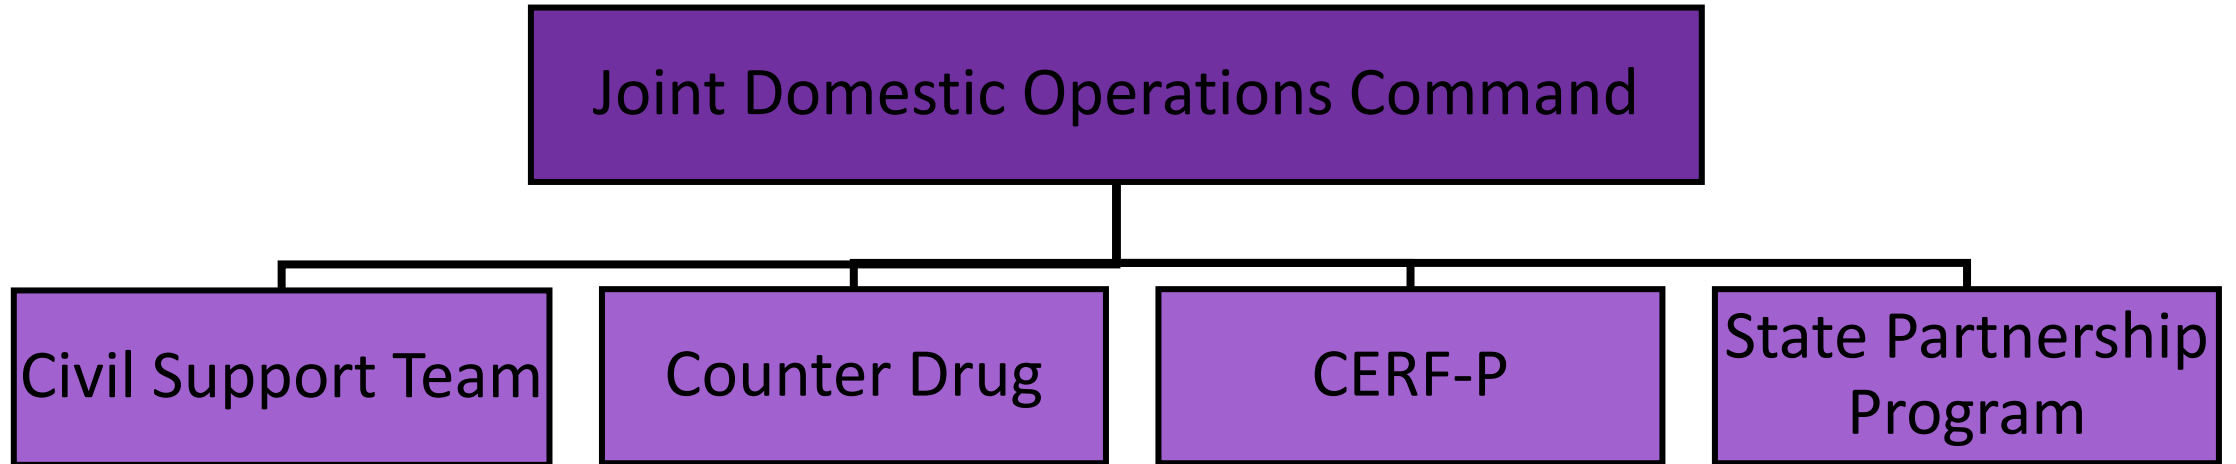 Joint Domestic Operations Command
Civil Support Team
Counter Drug
CERF-P
State Partnership
Program